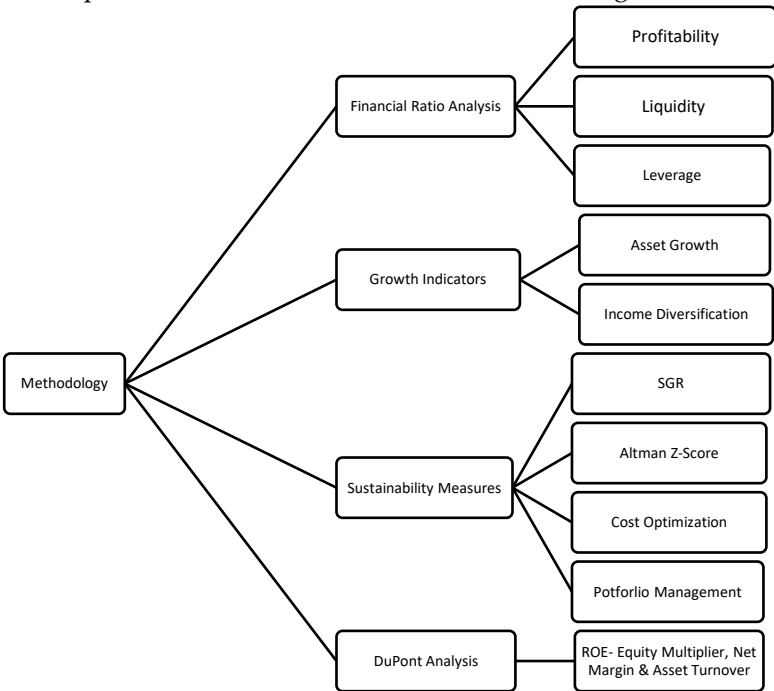 Profitability
Financial Ratio Analysis
Liquidity
Leverage
Growth Indicators
Asset Growth
Income Diversification
Methodology
Sustainability Measures
SGR
Altman Z-Score
Cost Optimization
Potforlio Management
DuPont Analysis
ROE- Equity Multiplier, Net
Margin & Asset Turnover